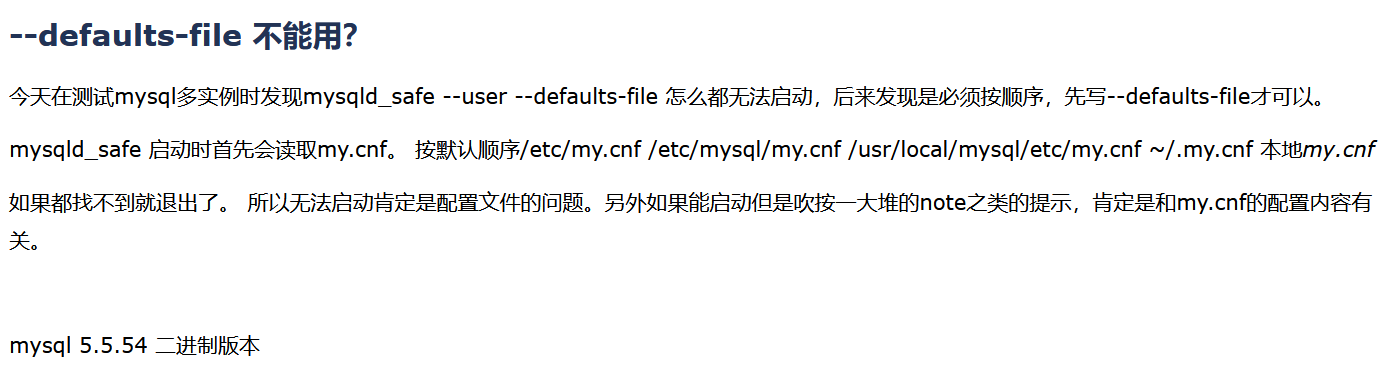 --defaults-file 不能用？
今天在测试mysql多实例时发现mysqld_safe --user --defaults-file 怎么都无法启动，后来发现是必须按顺序，先写--defaults-file才可以。
mysqld_safe 启动时首先会读取my.cnf。 按默认顺序/etc/my.cnf /etc/mysql/my.cnf /usr/local/mysql/etc/my.cnf ~/.my.cnf 本地my.cnf
如果都找不到就退出了。 所以无法启动肯定是配置文件的问题。另外如果能启动但是吹按一大堆的note之类的提示，肯定是和my.cnf的配置内容有
关。
mysql 5.5.54 二进制版本